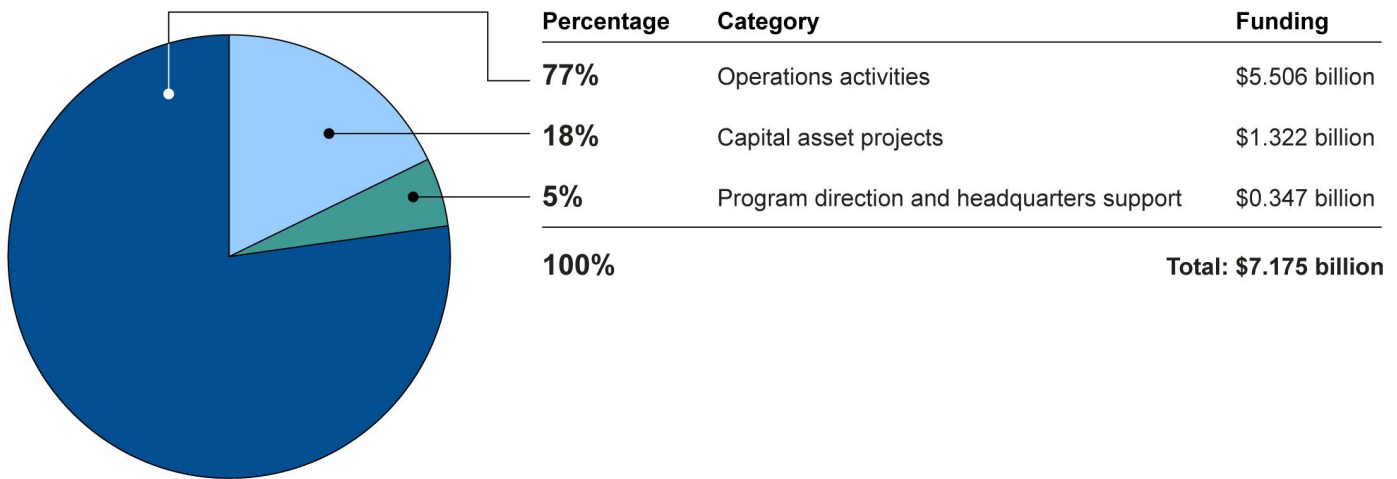 Percentage Category Funding
77% Operations activities $5.506 billion
18% Capital asset projects $1.322 billion
5% Program direction and headquarters support $0.347 billion
100% Total: $7.175 billion